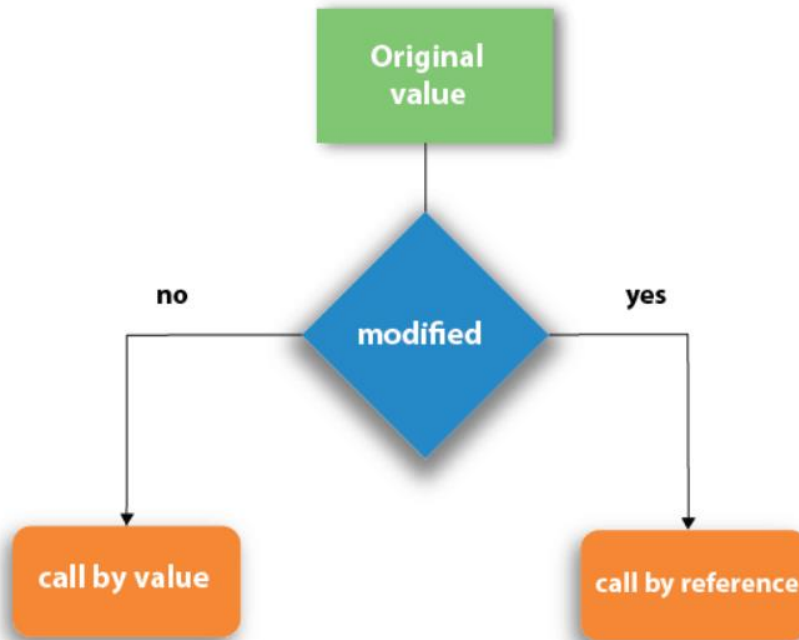 Original
value
no
yes
modified
call by value
call by reference